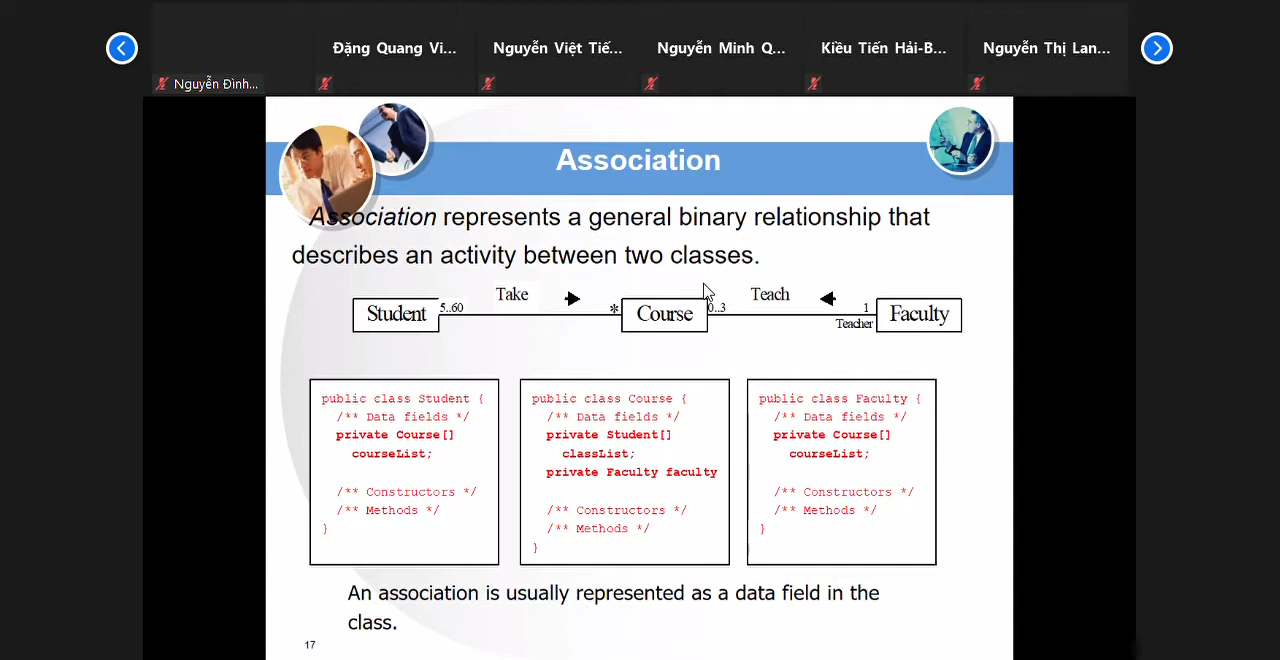 Đặng Quang Vi...
Nguyễn Việt Tiế...
Nguyễn Minh Q...
Kiều Tiến Hải-B...
Nguyễn Thị Lan...
Nguyễn Đình...
Association
Association represents a general binary relationship that
describes an activity between two classes.
Take
Teach
Student
5..60
*
Course
0..3
1
Teacher
Faculty
public class Student {
/** Data fields */
private Course[]
courseList;
/** Constructors */
/** Methods */
}
public class Course {
/** Data fields */
private Student[]
classList;
private Faculty faculty
/** Constructors */
/** Methods */
}
public class Faculty {
/** Data fields */
private Course[]
courseList;
/** Constructors */
/** Methods */
}
An association is usually represented as a data field in the
class.
17